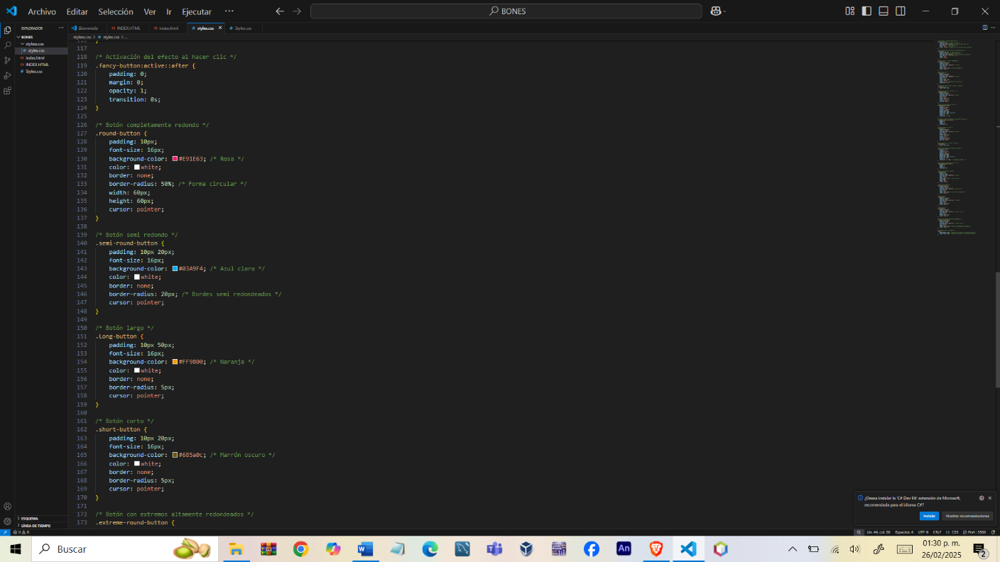 Archivo Editar Selección Ver Ir Ejecutar ··· BONES
EXPLORADOR ···
BONES
styless.css
# styles.css
index.html
INDEX.HTML
# Styles.css
ESQUEMA
LÍNEA DE TIEMPO
Bienvenido INDEX.HTML index.html # styles.css # Styles.css
styless.css > # styles.css > ...
116 }
117
118 /* Activación del efecto al hacer clic */
119 .fancy-button:active::after {
120 padding: 0;
121 margin: 0;
122 opacity: 1;
123 transition: 0s;
124 }
125
126 /* Botón completamente redondo */
127 .round-button {
128 padding: 10px;
129 font-size: 16px;
130 background-color: #E91E63; /* Rosa */
131 color: white;
132 border: none;
133 border-radius: 50%; /* Forma circular */
134 width: 60px;
135 height: 60px;
136 cursor: pointer;
137 }
138
139 /* Botón semi redondo */
140 .semi-round-button {
141 padding: 10px 20px;
142 font-size: 16px;
143 background-color: #03A9F4; /* Azul claro */
144 color: white;
145 border: none;
146 border-radius: 20px; /* Bordes semi redondeados */
147 cursor: pointer;
148 }
149
150 /* Botón largo */
151 .Long-button {
152 padding: 10px 50px;
153 font-size: 16px;
154 background-color: #FF9800; /* Naranja */
155 color: white;
156 border: none;
157 border-radius: 5px;
158 cursor: pointer;
159 }
160
161 /* Botón corto */
162 .short-button {
163 padding: 10px 20px;
164 font-size: 16px;
165 background-color: #685a0c; /* Marrón oscuro */
166 color: white;
167 border: none;
168 border-radius: 5px;
169 cursor: pointer;
170 }
171
172 /* Botón con extremos altamente redondeados */
173 .extreme-round-button {
¿Desea instalar la 'C# Dev Kit' extensión de Microsoft,
recomendada para el idioma C#?
Instalar Mostrar recomendaciones
0 0 Lín. 44, col. 50 Espacios: 4 UTF-8 CRLF {} CSS Port : 5500
Buscar W An 01:30 p. m.
26/02/2025 2